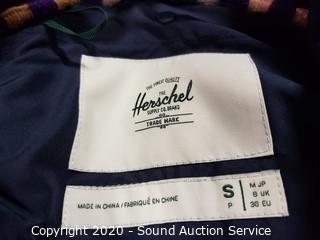 THE FINEST QUALITY
THE
Herschel
SUPPLY CO. BRAND
TRADE MARK
MADE IN CHINA / FABRIQUÉ EN CHINE
S
P
M JP
8 UK
36 EU
Copyright 2020 - Sound Auction Service